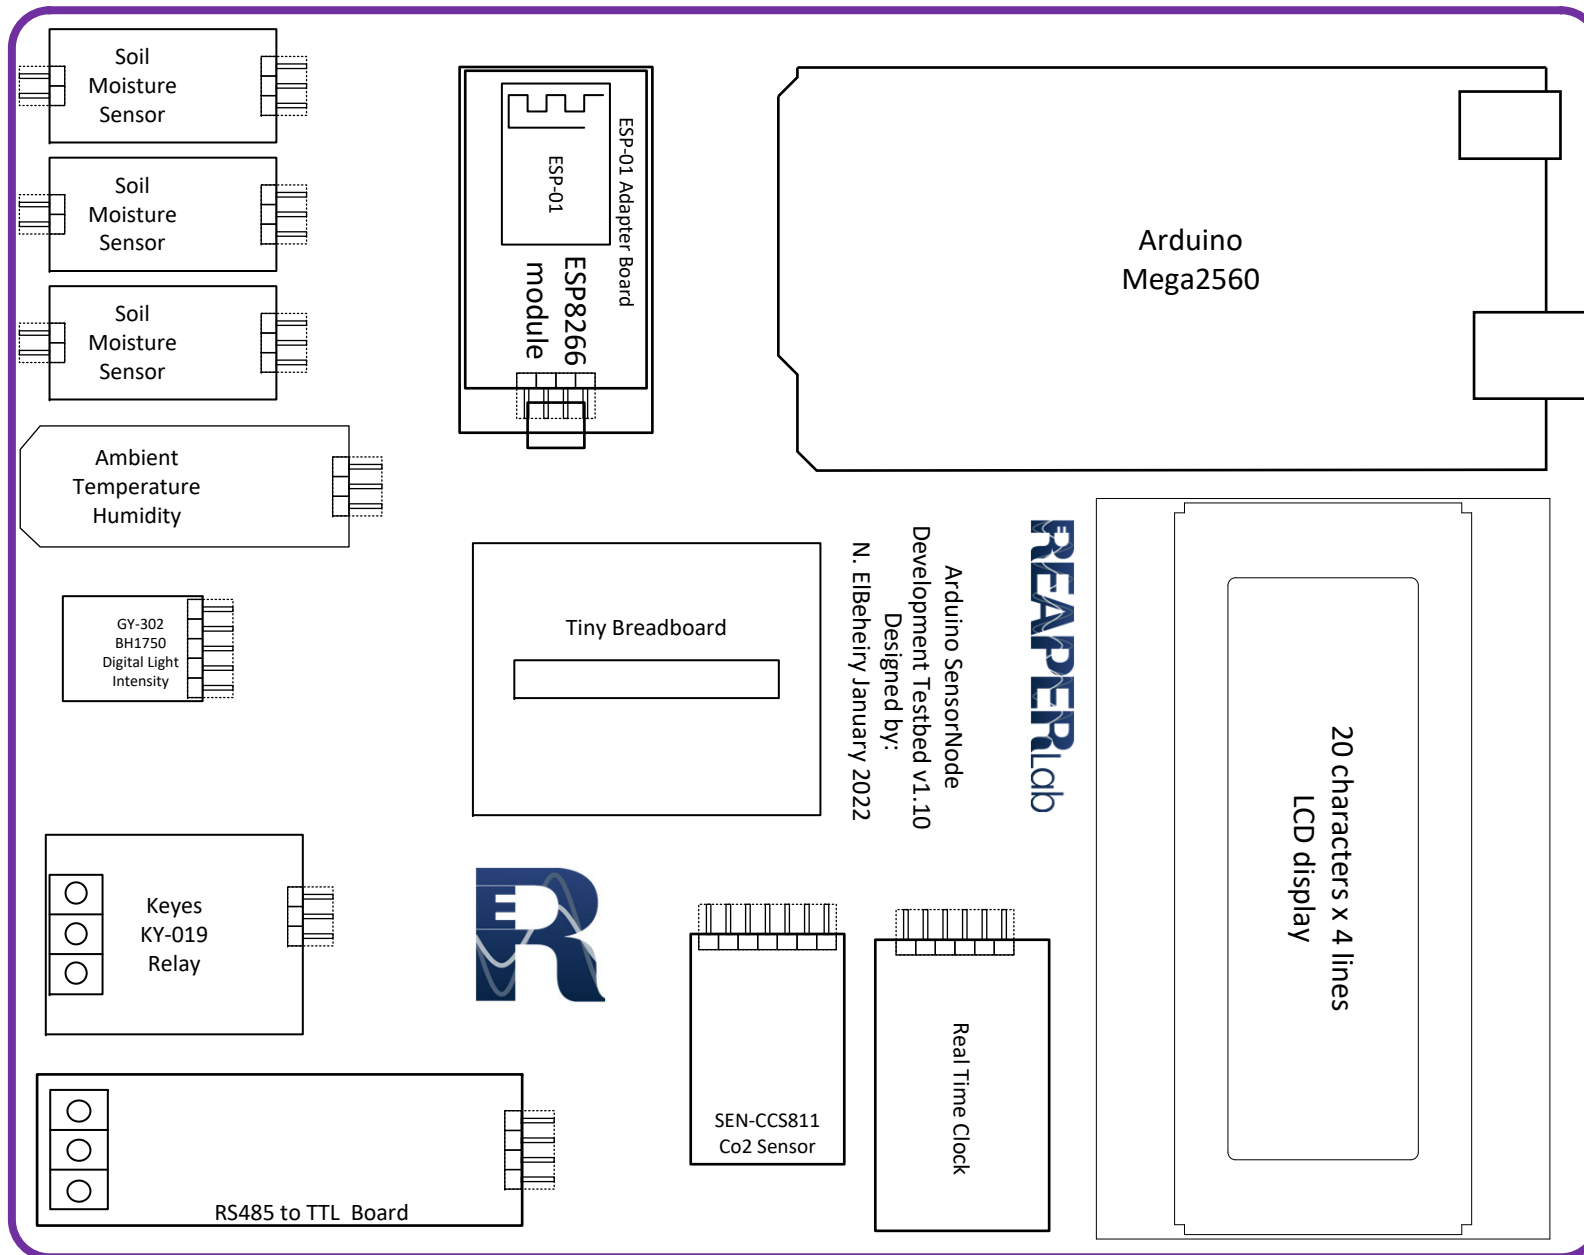 Soil
Moisture
Sensor
Soil
Moisture
Sensor
Soil
Moisture
Sensor
Ambient
Temperature
Humidity
GY-302
BH1750
Digital Light
Intensity
Keyes
KY-019
Relay
RS485 to TTL  Board
ESP-01 Adapter Board
ESP-01
ESP8266
module
Arduino
Mega2560
Tiny Breadboard
Arduino SensorNode
Development Testbed v1.10
Designed by:
N. ElBeheiry January 2022
REAPERLab
ER
SEN-CCS811
Co2 Sensor
Real Time Clock
20 characters x 4 lines
LCD display